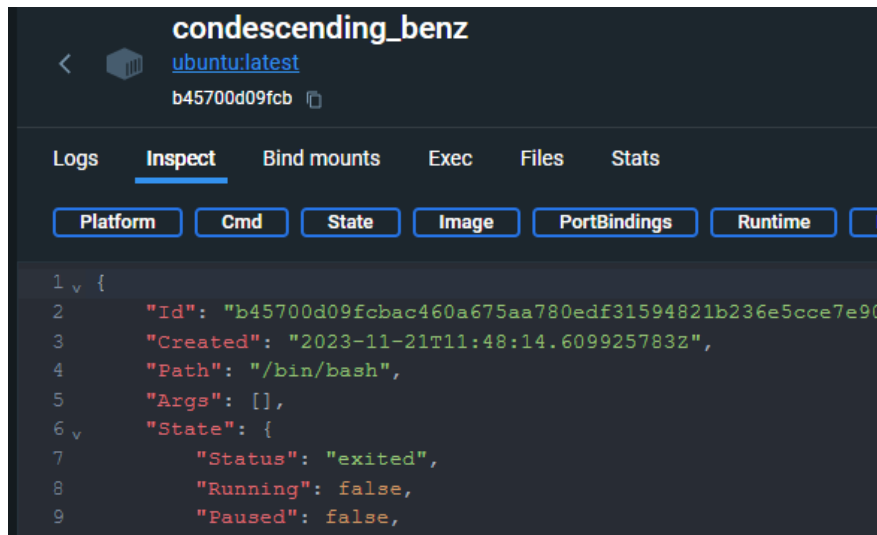 condescending_benz
ubuntu:latest
b45700d09fcb
Logs Inspect Bind mounts Exec Files Stats
Platform Cmd State Image PortBindings Runtime
1 {
2 "Id": "b45700d09fcbac460a675aa780edf31594821b236e5cce7e90
3 "Created": "2023-11-21T11:48:14.609925783Z",
4 "Path": "/bin/bash",
5 "Args": [],
6 "State": {
7 "Status": "exited",
8 "Running": false,
9 "Paused": false,